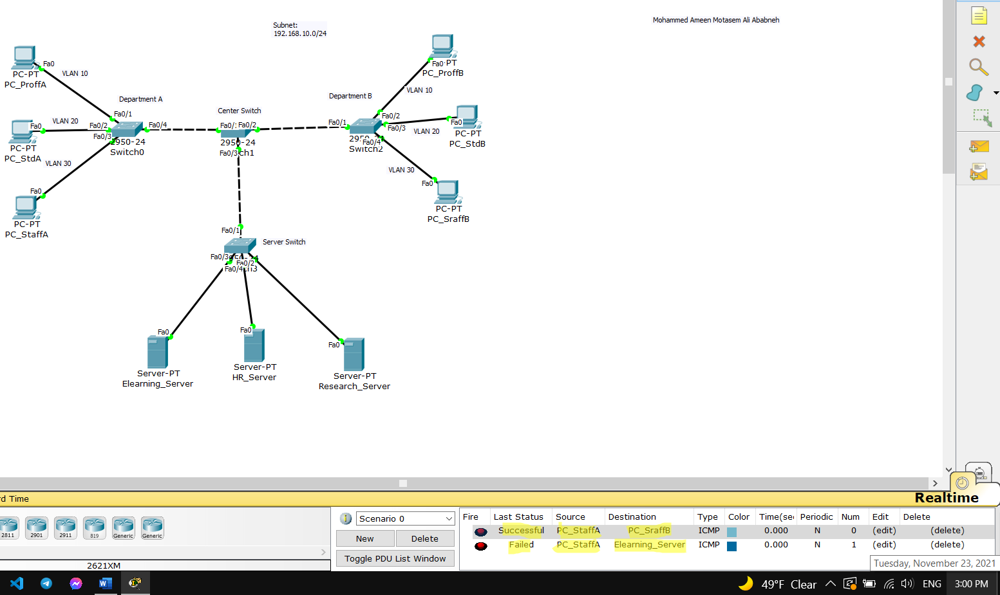 Subnet:
192.168.10.0/24
Mohammed Ameen Motasem Ali Ababneh
Fa0
VLAN 10
PC-PT
PC_ProffA
Fa0
PT
PC_ProffB
VLAN 10
Department A
Department B
Center Switch
Fa0/1
VLAN 20
Fa0
Fa0/2
Fa0/4
Fa0/3
Fa0/2
Fa0/1
Fa0/2
Fa0/3
Fa0
VLAN 20
PC-PT
PC_StdA
2950-24
Switch0
2950-24
Fa0/3
ch1
Fa0/4
Switch2
PC-PT
PC_StdB
VLAN 30
VLAN 30
Fa0
Fa0
PC-PT
PC_StaffA
PC-PT
PC_SraffB
Fa0/1
Server Switch
Fa0/3
Fa0/2
Fa0/4
Fa0
Fa0
Fa0
Server-PT
Elearning_Server
Server-PT
HR_Server
Server-PT
Research_Server
rd Time
Realtime
2811
2901
2911
819
Generic
Generic
2621XM
Scenario 0
New
Delete
Toggle PDU List Window
Fire Last Status Source Destination Type Color Time(sec Periodic Num Edit Delete
Successful PC_StaffA PC_SraffB ICMP 0.000 N 0 (edit) (delete)
Failed PC_StaffA Elearning_Server ICMP 0.000 N 1 (edit) (delete)
Tuesday, November 23, 2021
49°F Clear
ENG
3:00 PM